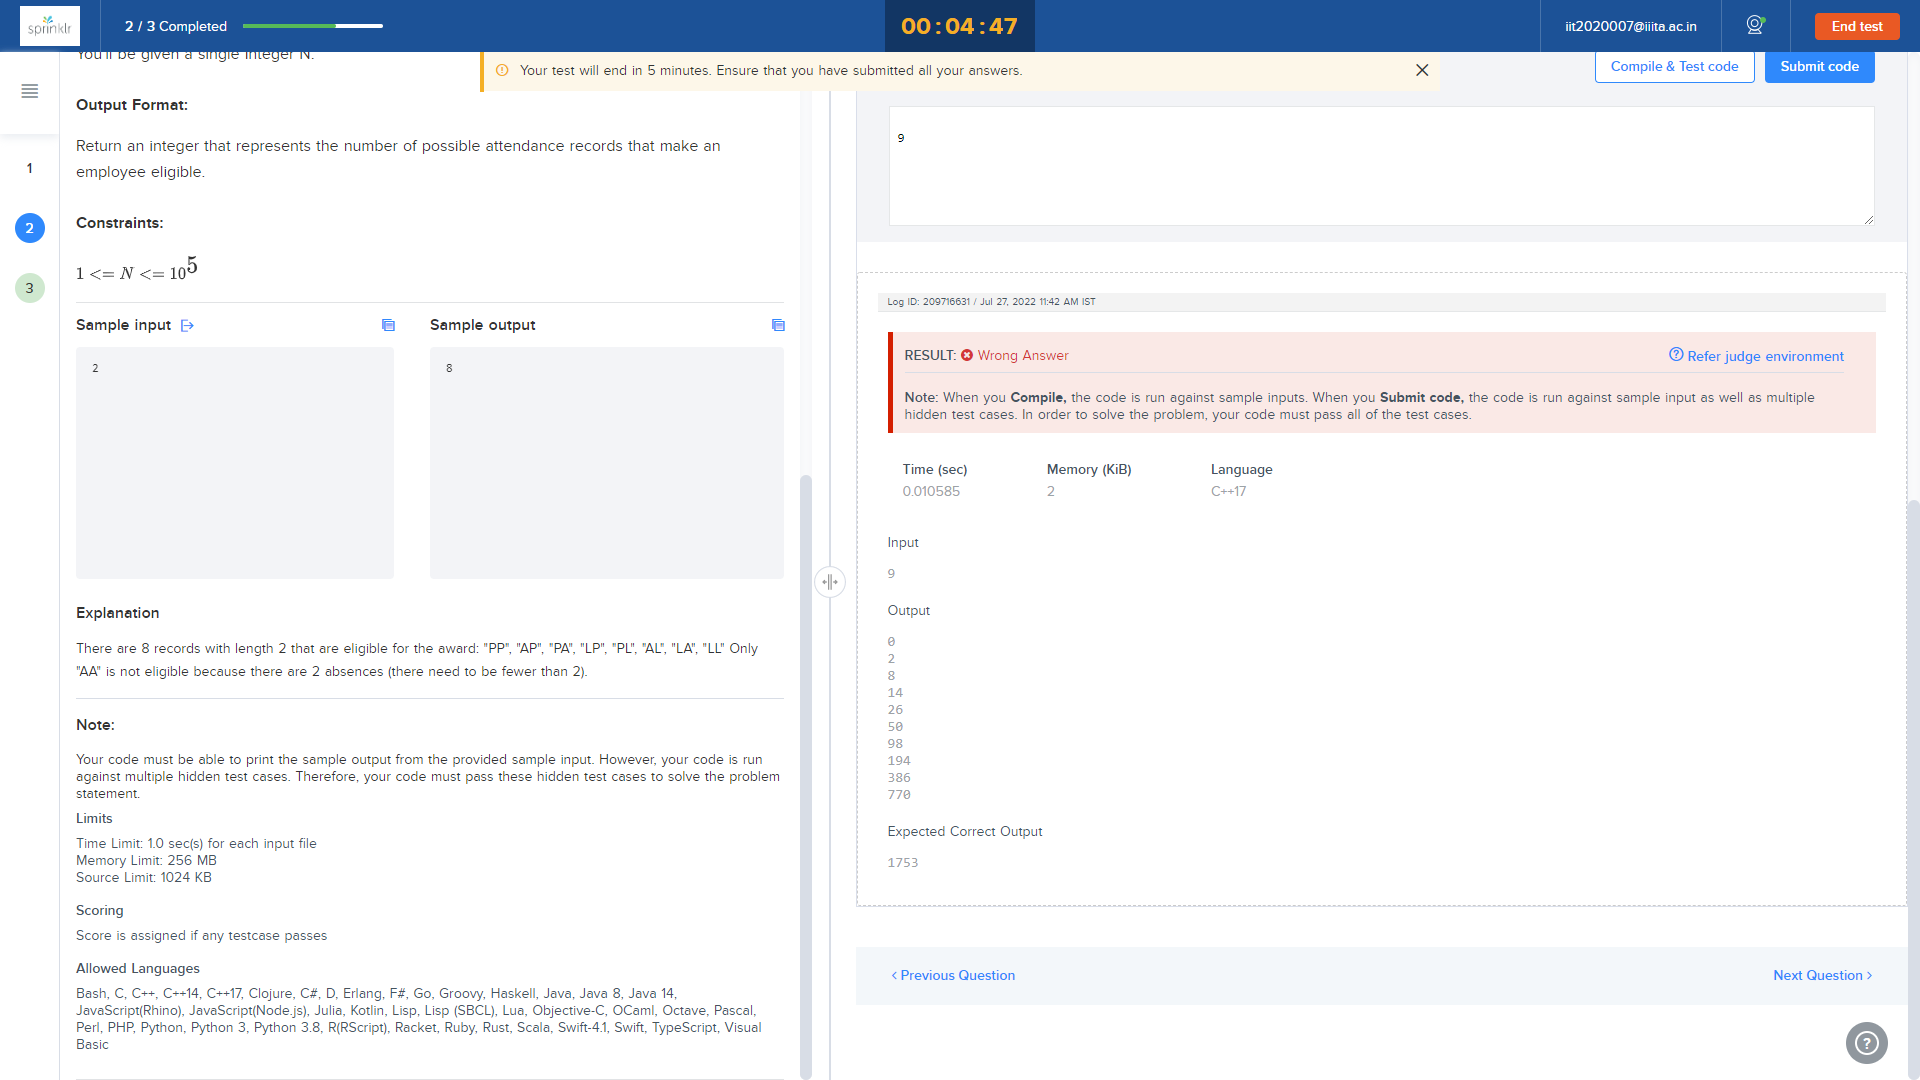 sprinklr
2 / 3 Completed
00:04:47
iit2020007@iiita.ac.in
End test
You'll be given a single integer N.
Your test will end in 5 minutes. Ensure that you have submitted all your answers.
Compile & Test code
Submit code
1
2
3
Output Format:
Return an integer that represents the number of possible attendance records that make an
employee eligible.
Constraints:
1 <= N <= 10^5
Sample input
Sample output
2
8
Explanation
There are 8 records with length 2 that are eligible for the award: "PP", "AP", "PA", "LP", "PL", "AL", "LA", "LL" Only
"AA" is not eligible because there are 2 absences (there need to be fewer than 2).
Note:
Your code must be able to print the sample output from the provided sample input. However, your code is run
against multiple hidden test cases. Therefore, your code must pass these hidden test cases to solve the problem
statement.
Limits
Time Limit: 1.0 sec(s) for each input file
Memory Limit: 256 MB
Source Limit: 1024 KB
Scoring
Score is assigned if any testcase passes
Allowed Languages
Bash, C, C++, C++14, C++17, Clojure, C#, D, Erlang, F#, Go, Groovy, Haskell, Java, Java 8, Java 14,
JavaScript(Rhino), JavaScript(Node.js), Julia, Kotlin, Lisp, Lisp (SBCL), Lua, Objective-C, OCaml, Octave, Pascal,
Perl, PHP, Python, Python 3, Python 3.8, R(RScript), Racket, Ruby, Rust, Scala, Swift-4.1, Swift, TypeScript, Visual
Basic
9
Log ID: 209716631 / Jul 27, 2022 11:42 AM IST
RESULT: Wrong Answer
Refer judge environment
Note: When you Compile, the code is run against sample inputs. When you Submit code, the code is run against sample input as well as multiple
hidden test cases. In order to solve the problem, your code must pass all of the test cases.
Time (sec)
Memory (KiB)
Language
0.010585
2
C++17
Input
9
Output
0
2
8
14
26
50
98
194
386
770
Expected Correct Output
1753
< Previous Question
Next Question >
?